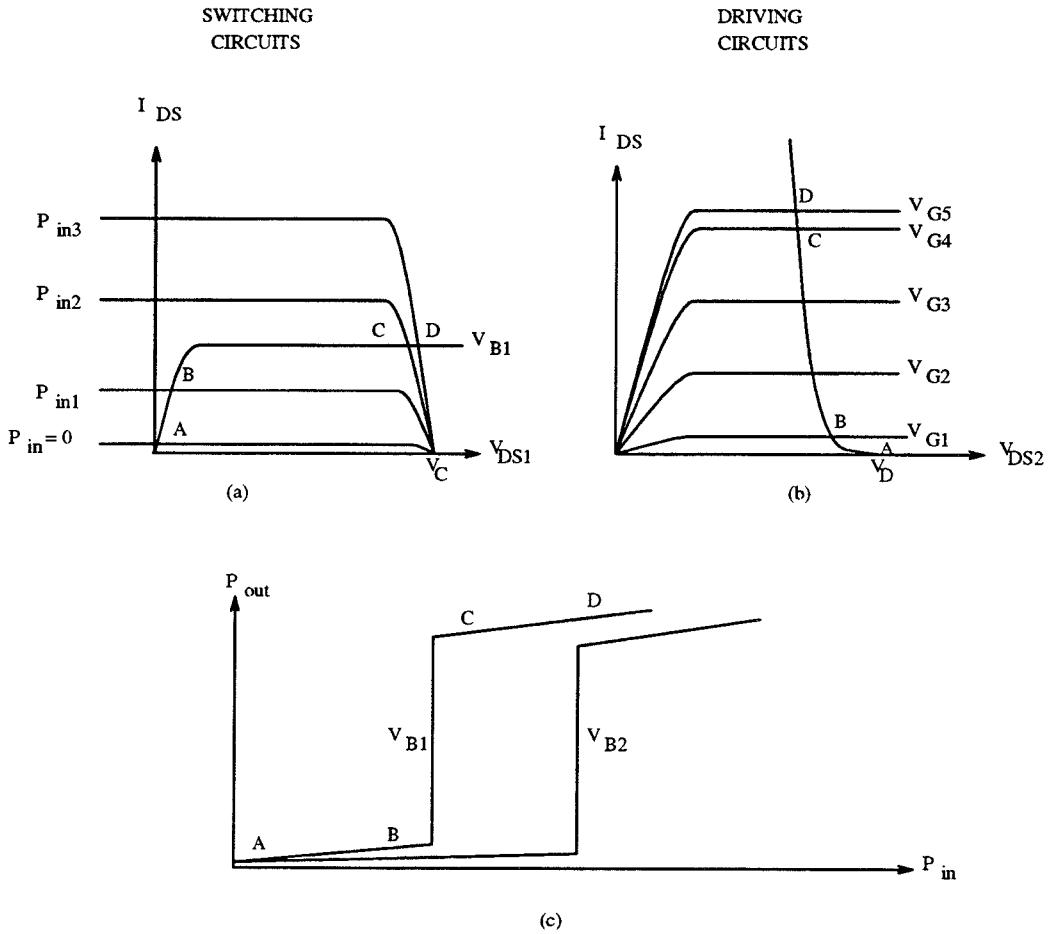 SWITCHING
CIRCUITS
DRIVING
CIRCUITS
I DS
P in3
P in2
C
D
V B1
B
P in1
A
P in = 0
V C
V DS1
(a)
I DS
D
V G5
C
V G4
V G3
V G2
B
V G1
A
V D
V DS2
(b)
P out
C
D
V B1
V B2
A
B
P in
(c)